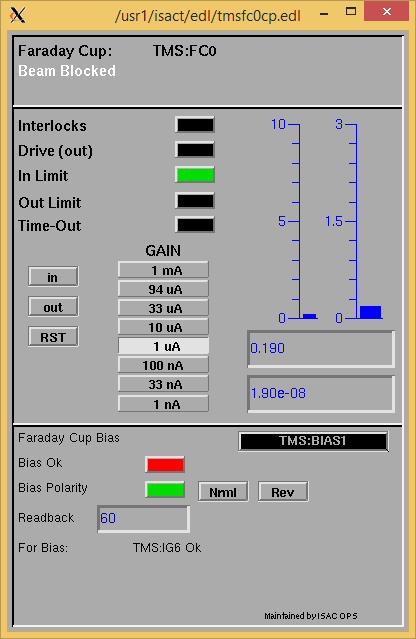 /usr1/isact/edl/tmsfc0cp.edl
Faraday Cup: TMS:FC0
Beam Blocked
Interlocks
Drive (out)
In Limit
Out Limit
Time-Out
10
5
0
3
1.5
0
GAIN
in
out
RST
1 mA
94 uA
33 uA
10 uA
1 uA
100 nA
33 nA
1 nA
0.190
1.90e-08
Faraday Cup Bias TMS:BIAS1
Bias Ok
Bias Polarity Nrml Rev
Readback 60
For Bias: TMS:IG6 Ok
Maintained by ISAC OPS